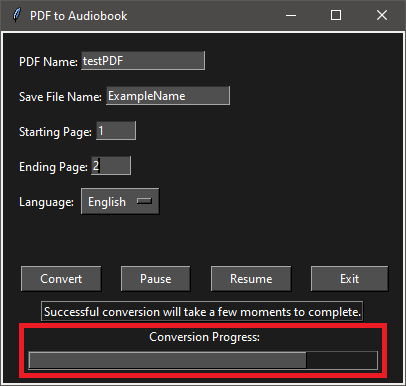 PDF to Audiobook
PDF Name: testPDF
Save File Name: ExampleName
Starting Page: 1
Ending Page: 2
Language: English
Convert Pause Resume Exit
Successful conversion will take a few moments to complete.
Conversion Progress: